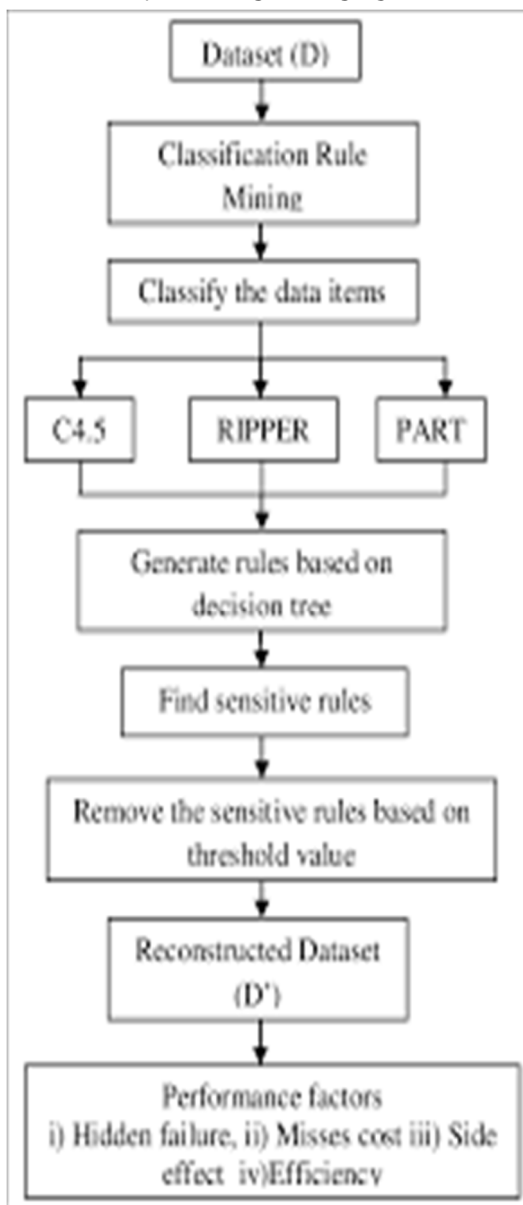 Dataset (D)
Classification Rule
Mining
Classify the data items
C4.5
RIPPER
PART
Generate rules based on
decision tree
Find sensitive rules
Remove the sensitive rules based on
threshold value
Reconstructed Dataset
(D')
Performance factors
i) Hidden failure, ii) Misses cost iii) Side
effect iv)Efficiency